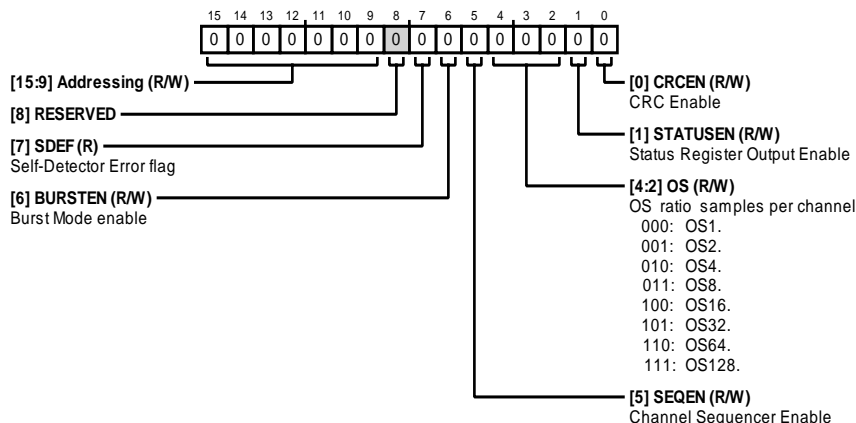 15 14 13 12 11 10 9 8 7 6 5 4 3 2 1 0
0 0 0 0 0 0 0 0 0 0 0 0 0 0 0 0
[15:9] Addressing (R/W)
[8] RESERVED
[7] SDEF (R)
Self-Detector Error flag
[6] BURSTEN (R/W)
Burst Mode enable
[0] CRCEN (R/W)
CRC Enable
[1] STATUSEN (R/W)
Status Register Output Enable
[4:2] OS (R/W)
OS ratio samples per channel
000: OS1.
001: OS2.
010: OS4.
011: OS8.
100: OS16.
101: OS32.
110: OS64.
111: OS128.
[5] SEQEN (R/W)
Channel Sequencer Enable